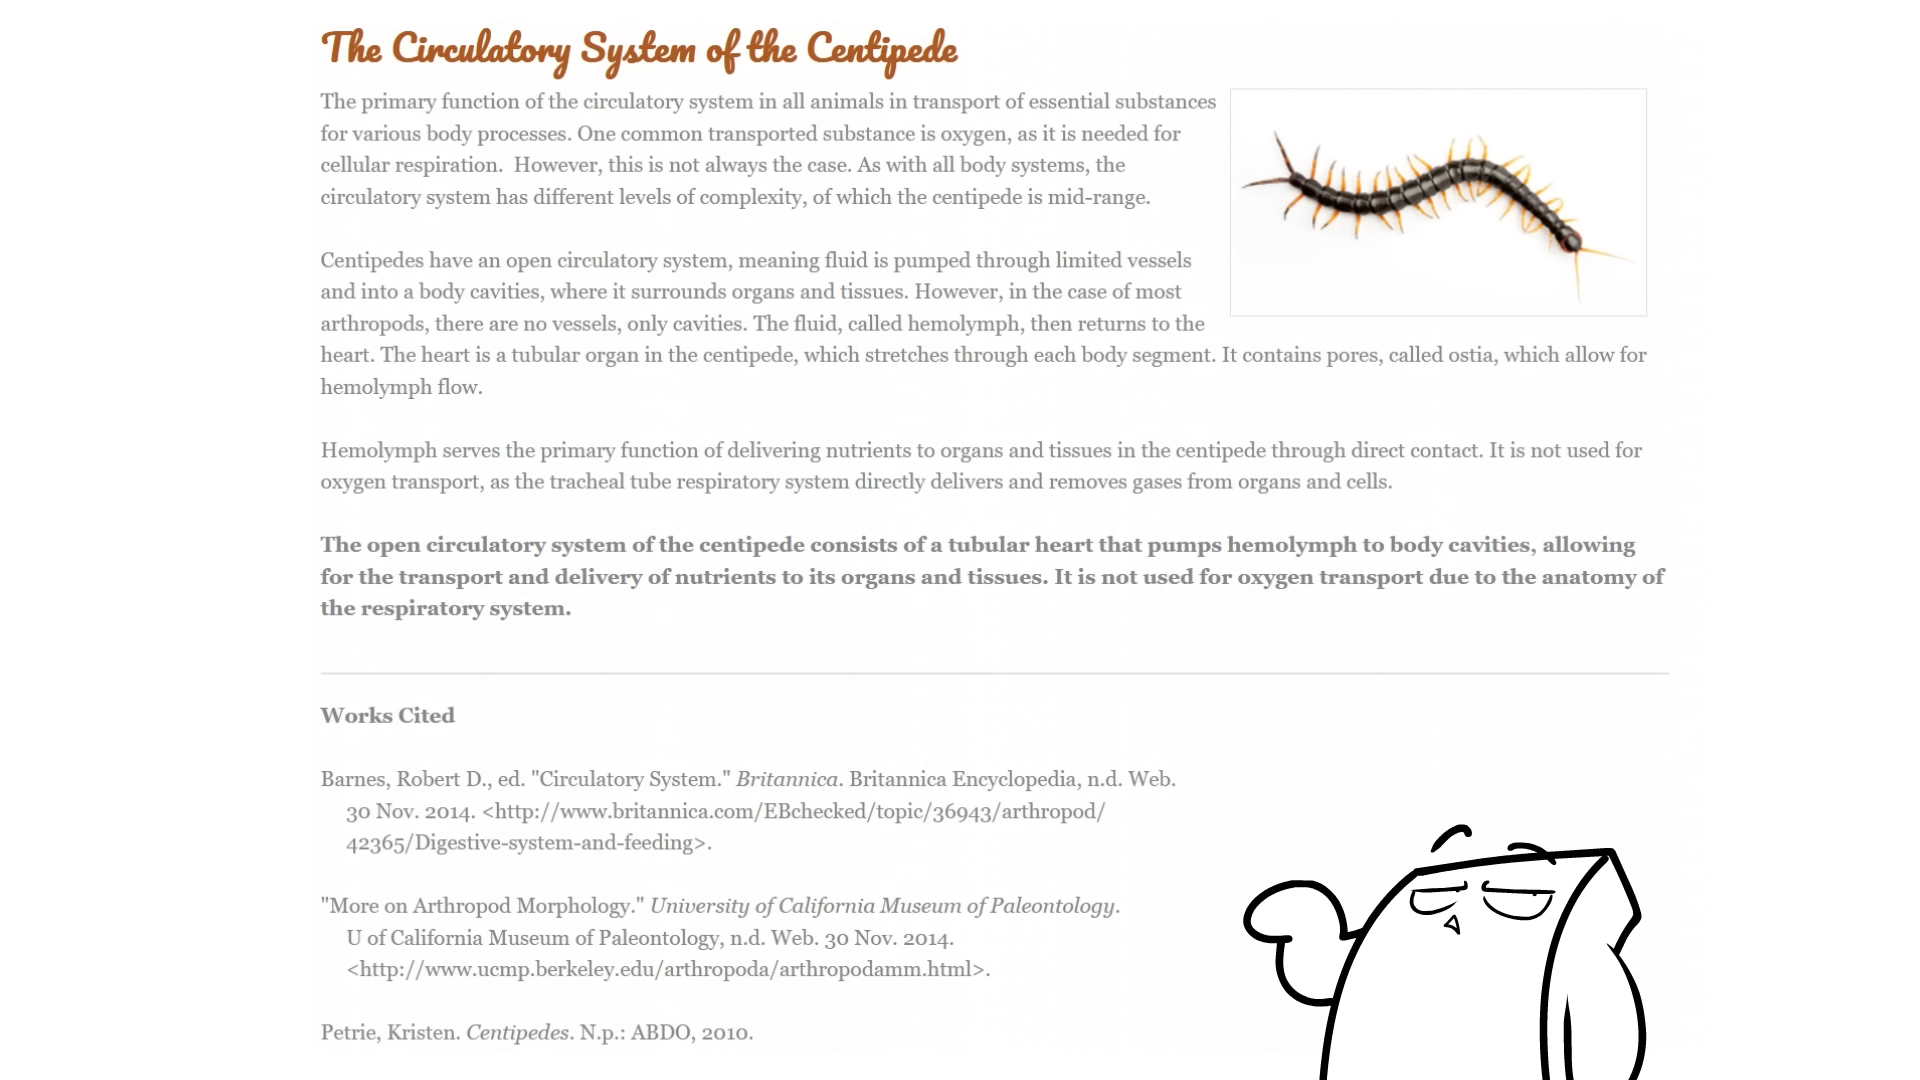 The Circulatory System of the Centipede
The primary function of the circulatory system in all animals in transport of essential substances
for various body processes. One common transported substance is oxygen, as it is needed for
cellular respiration.  However, this is not always the case. As with all body systems, the
circulatory system has different levels of complexity, of which the centipede is mid-range.
Centipedes have an open circulatory system, meaning fluid is pumped through limited vessels
and into a body cavities, where it surrounds organs and tissues. However, in the case of most
arthropods, there are no vessels, only cavities. The fluid, called hemolymph, then returns to the
heart. The heart is a tubular organ in the centipede, which stretches through each body segment. It contains pores, called ostia, which allow for
hemolymph flow.
Hemolymph serves the primary function of delivering nutrients to organs and tissues in the centipede through direct contact. It is not used for
oxygen transport, as the tracheal tube respiratory system directly delivers and removes gases from organs and cells.
The open circulatory system of the centipede consists of a tubular heart that pumps hemolymph to body cavities, allowing
for the transport and delivery of nutrients to its organs and tissues. It is not used for oxygen transport due to the anatomy of
the respiratory system.
Works Cited
Barnes, Robert D., ed. "Circulatory System." Britannica. Britannica Encyclopedia, n.d. Web.
30 Nov. 2014. <http://www.britannica.com/EBchecked/topic/36943/arthropod/
42365/Digestive-system-and-feeding>.
"More on Arthropod Morphology." University of California Museum of Paleontology.
U of California Museum of Paleontology, n.d. Web. 30 Nov. 2014.
<http://www.ucmp.berkeley.edu/arthropoda/arthropodamm.html>.
Petrie, Kristen. Centipedes. N.p.: ABDO, 2010.